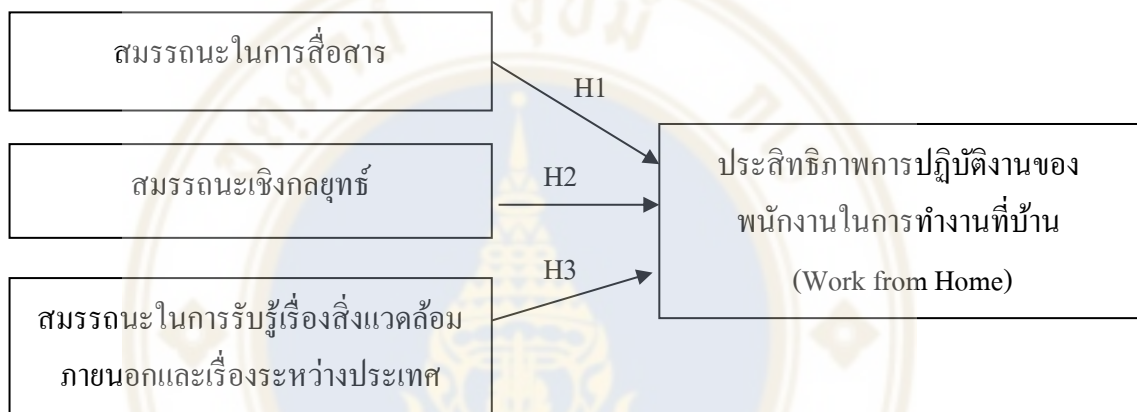 สมรรถนะในการสื่อสาร
H1
สมรรถนะเชิงกลยุทธ์
H2
ประสิทธิภาพการปฏิบัติงานของ
พนักงานในการทำงานที่บ้าน
(Work from Home)
H3
สมรรถนะในการรับรู้เรื่องสิ่งแวดล้อม
ภายนอกและเรื่องระหว่างประเทศ